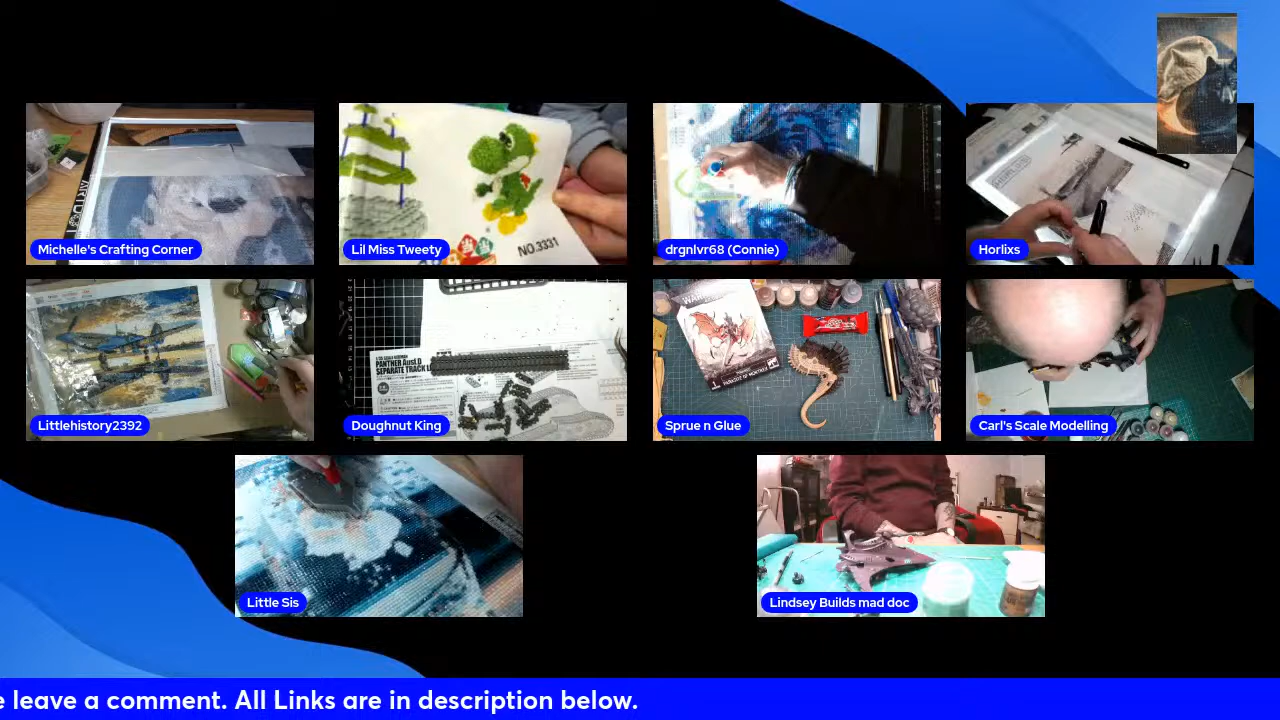 Michelle's Crafting Corner
NO.3331
Lil Miss Tweety
drgnlvr68 (Connie)
Horlixs
Littlehistory2392
PANTHER Ausf.D
SEPARATE TRACK
Doughnut King
Sprue n Glue
Carl's Scale Modelling
Little Sis
Lindsey Builds mad doc
leave a comment. All Links are in description below.